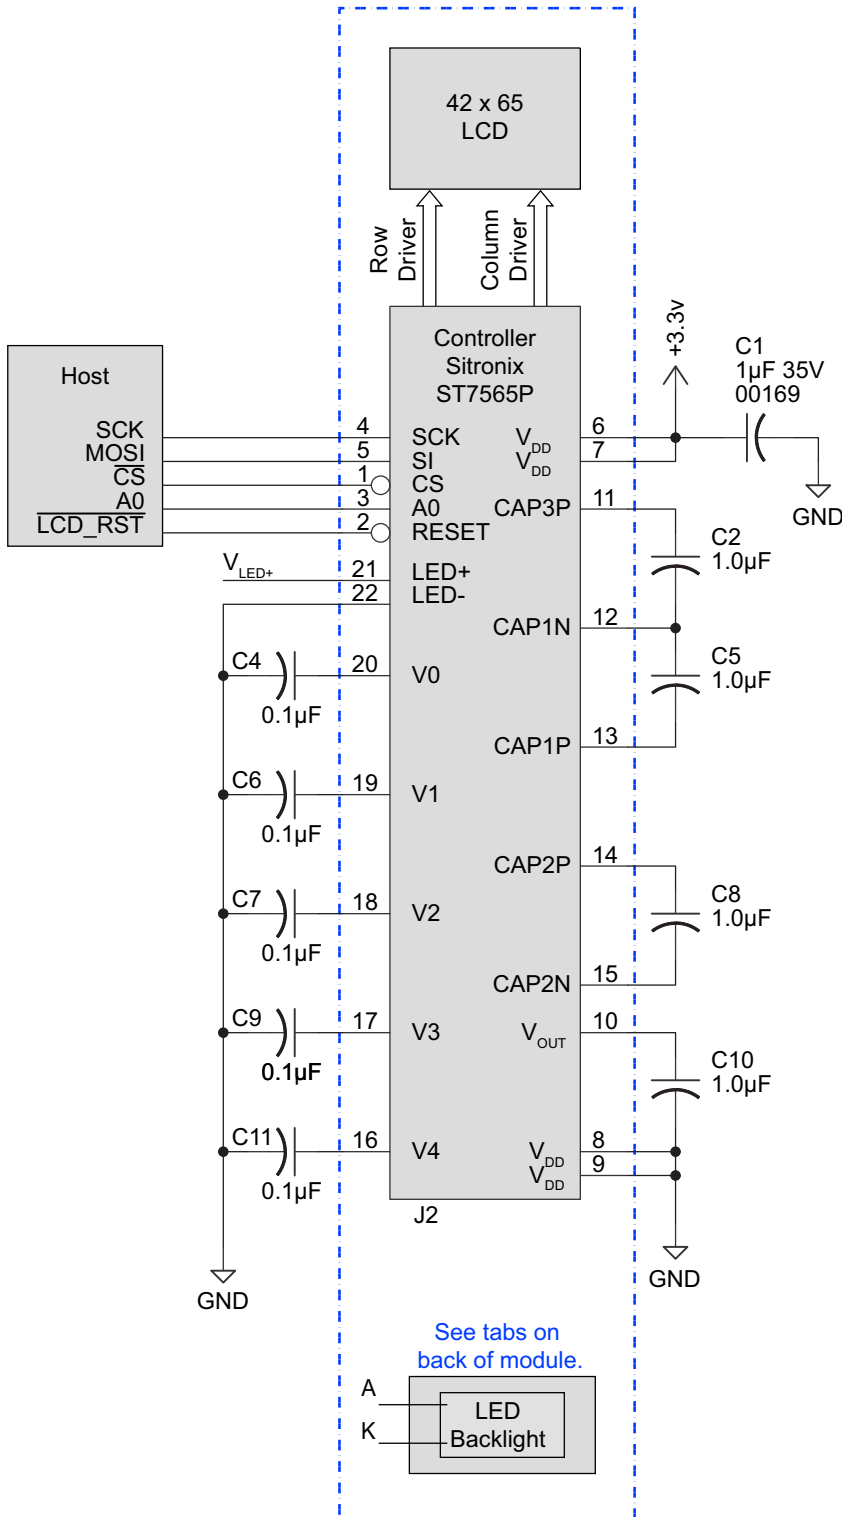 42 x 65
LCD
Row
Driver
Column
Driver
Controller
Sitronix
ST7565P
Host
SCK
MOSI
CS
A0
LCD_RST
4
5
1
3
2
SCK
SI
CS
A0
RESET
V LED+
21
22
LED+
LED-
C4
0.1µF
20
V0
C6
0.1µF
19
V1
C7
0.1µF
18
V2
C9
0.1µF
17
V3
C11
0.1µF
16
V4
GND
VDD
6
VDD
7
+3.3v
C1
1µF 35V
00169
GND
CAP3P
11
C2
1.0µF
CAP1N
12
C5
1.0µF
CAP1P
13
CAP2P
14
C8
1.0µF
CAP2N
15
VOUT
10
C10
1.0µF
VDD
8
VDD
9
GND
J2
See tabs on
back of module.
A
K
LED
Backlight